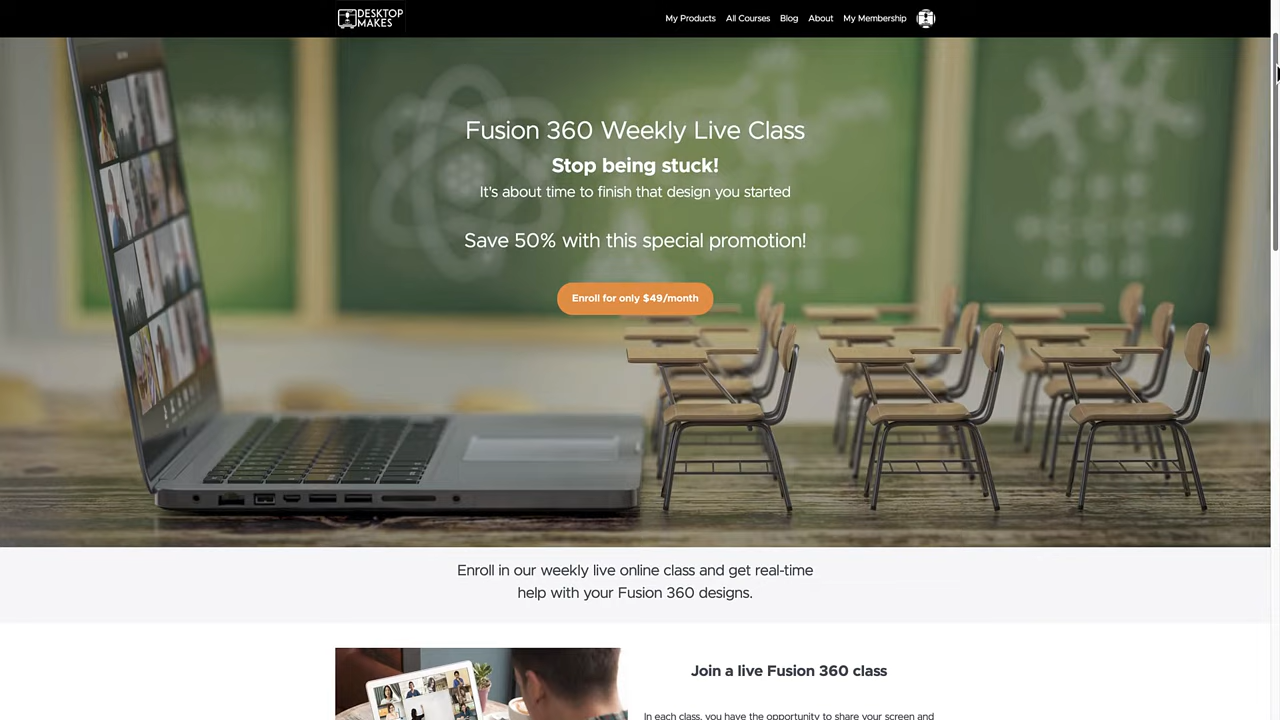 DESKTOP
MAKES
My Products
All Courses
Blog
About
My Membership
Fusion 360 Weekly Live Class
Stop being stuck!
It's about time to finish that design you started
Save 50% with this special promotion!
Enroll for only $49/month
Enroll in our weekly live online class and get real-time
help with your Fusion 360 designs.
Join a live Fusion 360 class
In each class, you have the opportunity to share your screen and